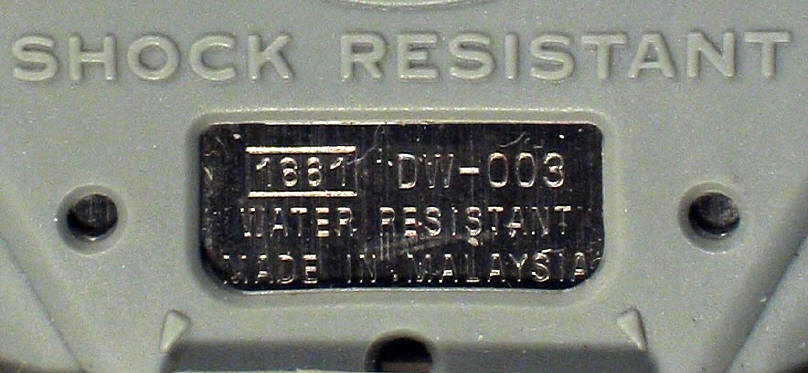 SHOCK RESISTANT
1661 DW-003
WATER RESISTANT
MADE IN MALAYSIA